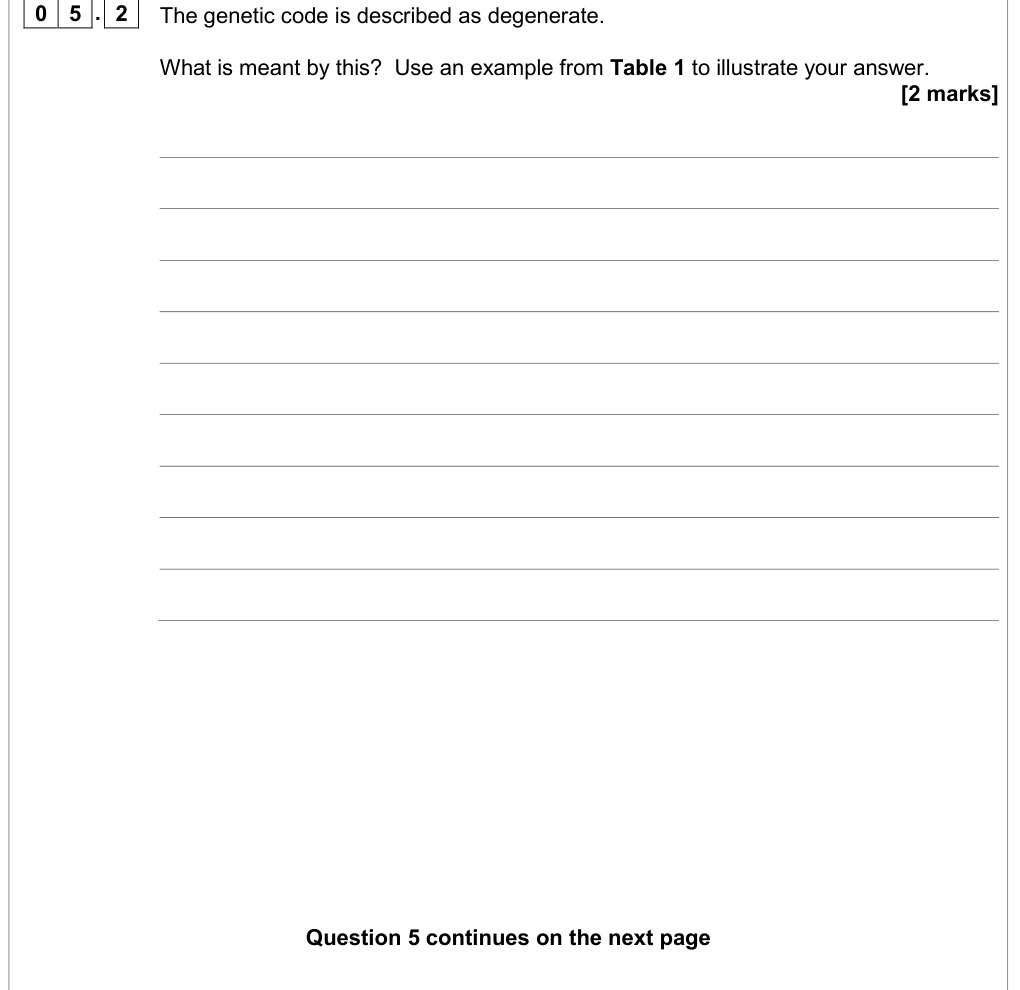 0 5 . 2 The genetic code is described as degenerate.
What is meant by this? Use an example from Table 1 to illustrate your answer.
[2 marks]
Question 5 continues on the next page